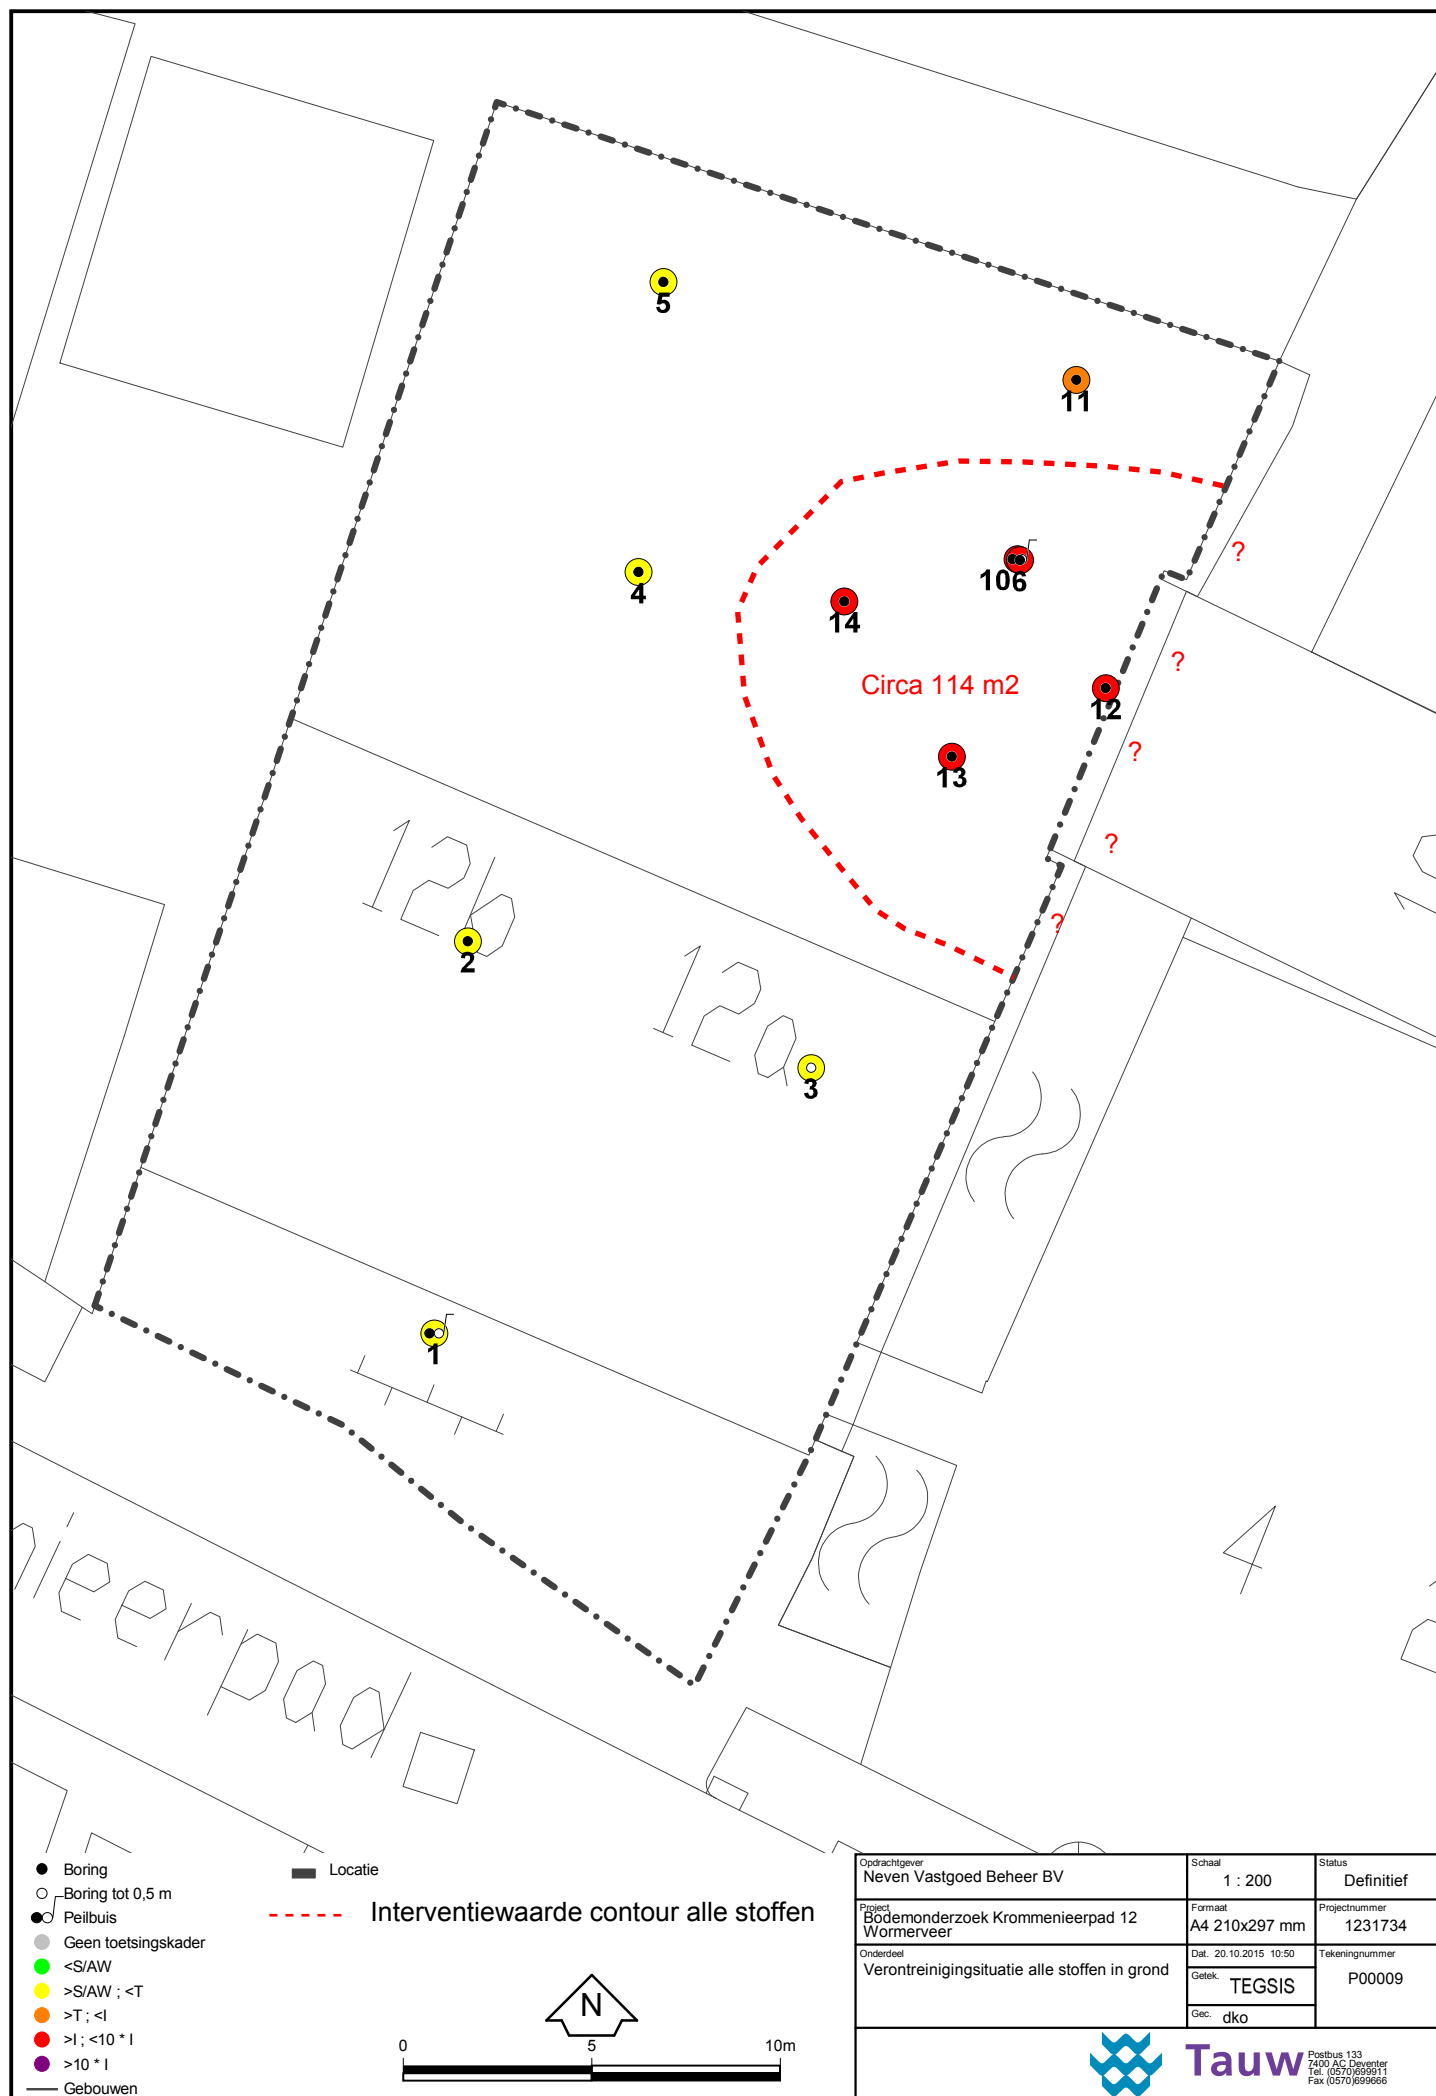 5
11
?
4
106
14
?
Circa 114 m2
12
?
13
?
12b
?
2
12a
3
1
4
nieerpad
Boring
Boring tot 0,5 m
Peilbuis
Geen toetsingskader
<S/AW
>S/AW ; <T
>T ; <I
>I ; <10 * I
>10 * I
Gebouwen
Locatie
Interventiewaarde contour alle stoffen
N
0 5 10m
Opdrachtgever
Neven Vastgoed Beheer BV
Schaal
1 : 200
Status
Definitief
Project
Bodemonderzoek Krommenieerpad 12
Wormerveer
Formaat
A4 210x297 mm
Projectnummer
1231734
Onderdeel
Verontreinigingsituatie alle stoffen in grond
Dat. 20.10.2015 10:50
Getek. TEGSIS
Gec. dko
Tekeningnummer
P00009
Tauw
Postbus 133
7400 AC Deventer
Tel. (0570)699911
Fax (0570)699666